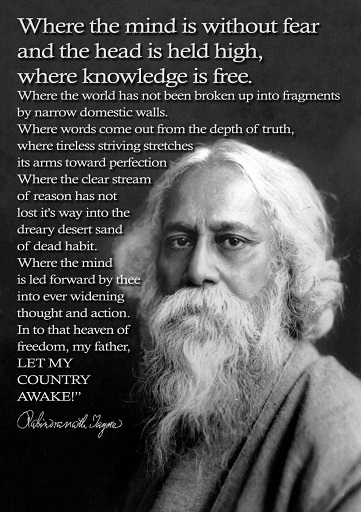 Where the mind is without fear
and the head is held high,
where knowledge is free.
Where the world has not been broken up into fragments
by narrow domestic walls.
Where words come out from the depth of truth,
where tireless striving stretches
its arms toward perfection
Where the clear stream
of reason has not
lost it's way into the
dreary desert sand
of dead habit.
Where the mind
is led forward by thee
into ever widening
thought and action.
In to that heaven of
freedom, my father,
LET MY
COUNTRY
AWAKE!”
Rabindranath Tagore